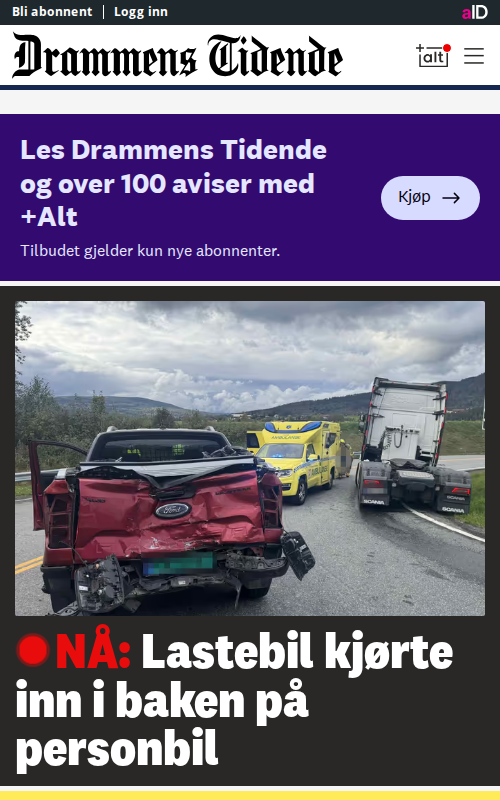 Bli abonnent | Logg inn
aID
Drammens Tidende
+alt
Les Drammens Tidende
og over 100 aviser med
+Alt
Kjøp →
Tilbudet gjelder kun nye abonnenter.
AMBULANSE
Ford
SCANIA
SCANIA
NÅ: Lastebil kjørte
inn i baken på
personbil